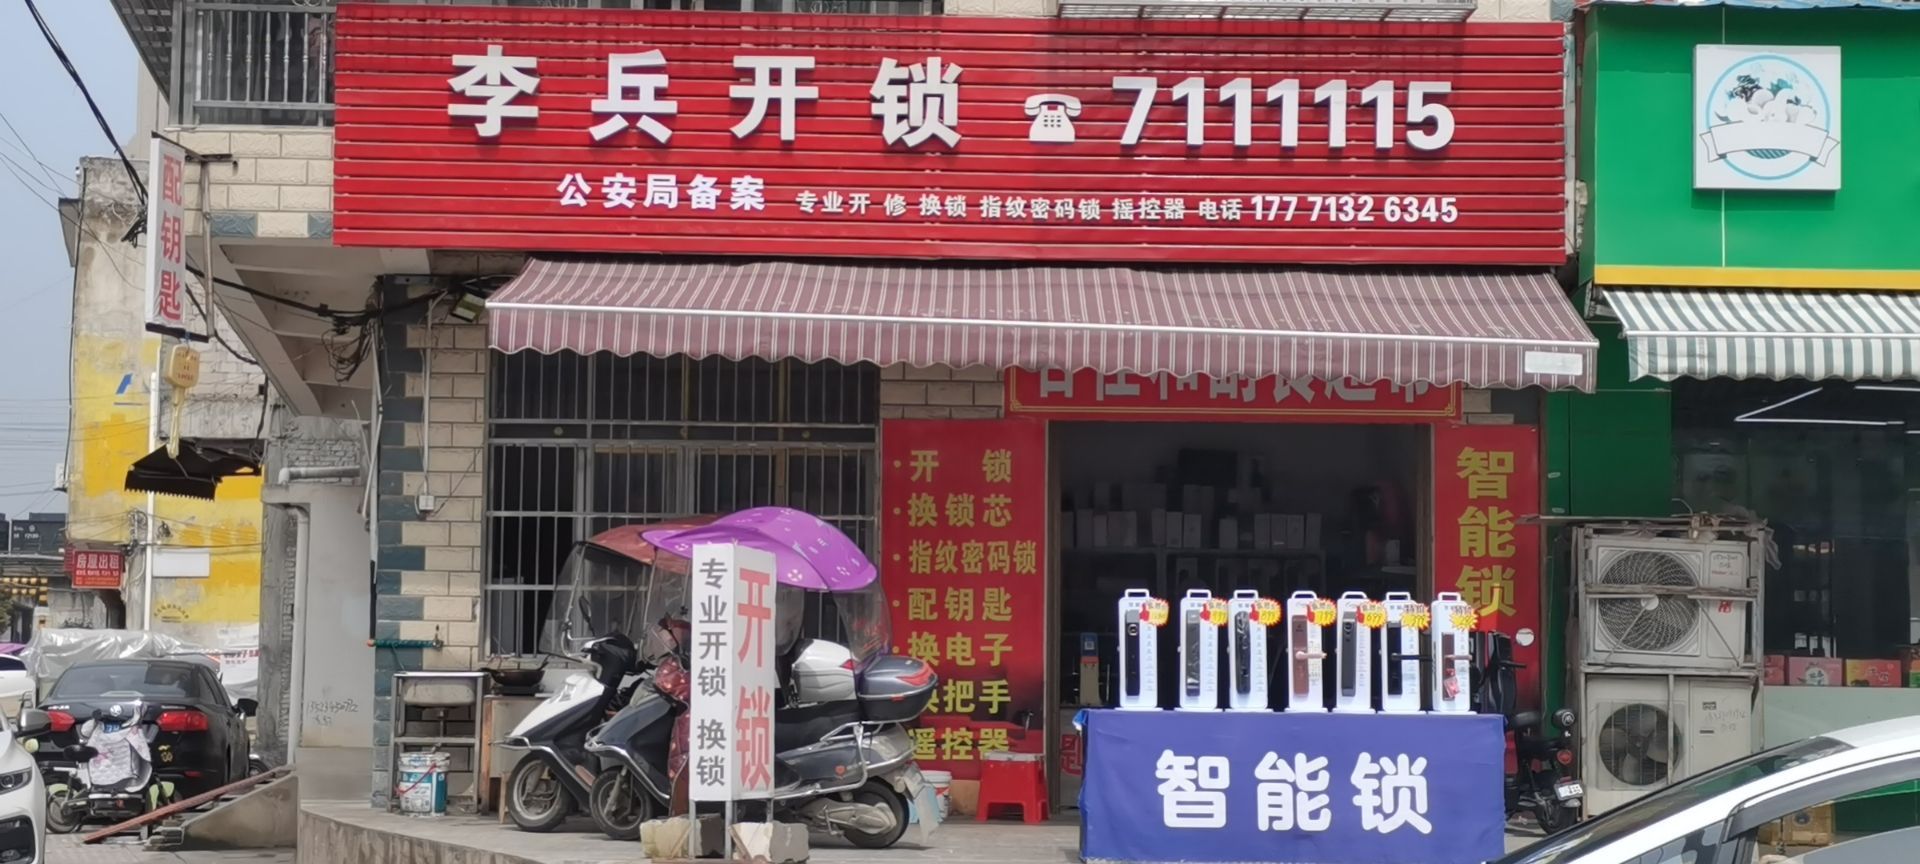 李兵开锁 7111115
公安局备案 专业开 修 换锁 指纹密码锁 摇控器 电话 177 7132 6345
配钥匙
开 锁
换锁芯
指纹密码锁
配钥匙
换电子
换把手
遥控器
智能锁
专业开锁 换锁
开锁
智能锁
房屋出租